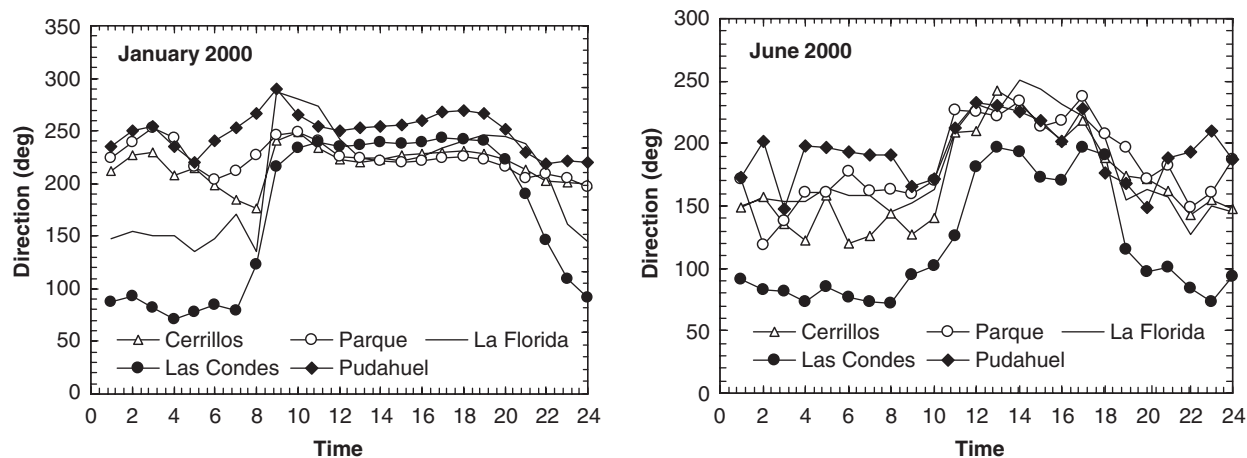 350
300
250
200
150
100
50
0
Direction (deg)
January 2000
Cerrillos
Parque
La Florida
Las Condes
Pudahuel
0 2 4 6 8 10 12 14 16 18 20 22 24
Time
300
250
200
150
100
50
0
Direction (deg)
June 2000
Cerrillos
Parque
La Florida
Las Condes
Pudahuel
0 2 4 6 8 10 12 14 16 18 20 22 24
Time